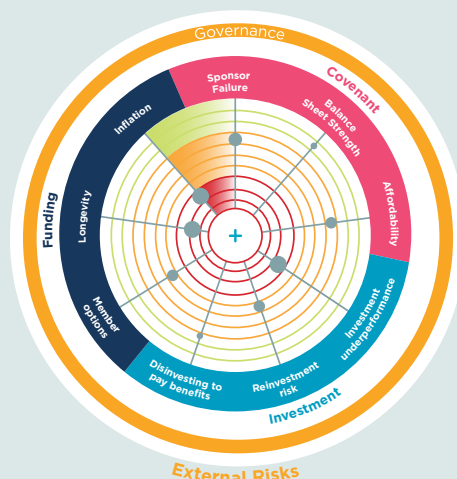 Governance
Covenant
Sponsor
Failure
Balance
Sheet Strength
Affordability
Investment
underperformance
Reinvestment
risk
Investment
Disinvesting to
pay benefits
Member
options
Longevity
Funding
Inflation
External Risks